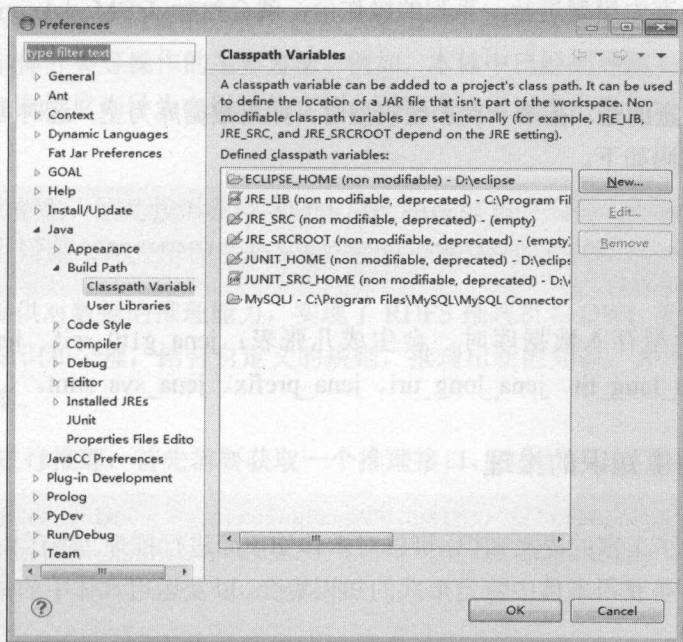 Preferences
type filter text
General
Ant
Context
Dynamic Languages
Fat Jar Preferences
GOAL
Help
Install/Update
Java
Appearance
Build Path
Classpath Variable
User Libraries
Code Style
Compiler
Debug
Editor
Installed JREs
JUnit
Properties Files Edito
JavaCC Preferences
Plug-in Development
Prolog
PyDev
Run/Debug
Team
Classpath Variables
A classpath variable can be added to a project's class path. It can be used
to define the location of a JAR file that isn't part of the workspace. Non
modifiable classpath variables are set internally (for example, JRE_LIB,
JRE_SRC, and JRE_SRCROOT depend on the JRE setting).
Defined classpath variables:
ECLIPSE_HOME (non modifiable) - D:\eclipse
JRE_LIB (non modifiable, deprecated) - C:\Program Fil
JRE_SRC (non modifiable, deprecated) - (empty)
JRE_SRCROOT (non modifiable, deprecated) - (empty)
JUNIT_HOME (non modifiable, deprecated) - D:\eclips
JUNIT_SRC_HOME (non modifiable, deprecated) - D:\
MySQLJ - C:\Program Files\MySQL\MySQL Connector
New...
Edit...
Remove
OK
Cancel